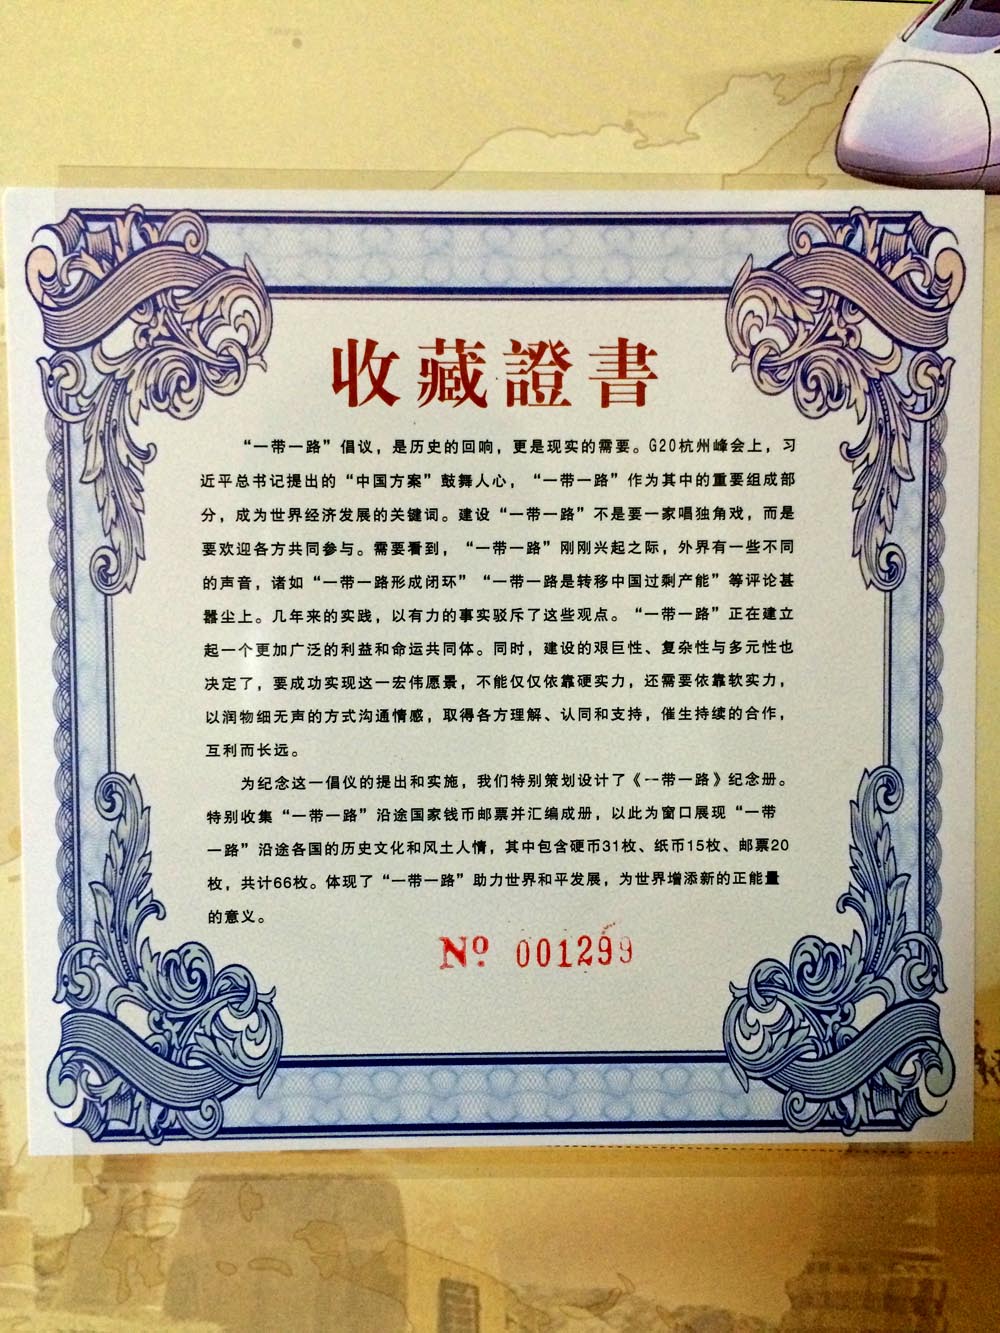 收藏證書
“一带一路”倡议，是历史的回响，更是现实的需要。G20杭州峰会上，习
近平总书记提出的“中国方案”鼓舞人心，“一带一路”作为其中的重要组成部
分，成为世界经济发展的关键词。建设“一带一路”不是要一家唱独角戏，而是
要欢迎各方共同参与。需要看到，“一带一路”刚刚兴起之际，外界有一些不同
的声音，诸如“一带一路形成闭环”“一带一路是转移中国过剩产能”等评论甚
嚣尘上。几年来的实践，以有力的事实驳斥了这些观点。“一带一路”正在建立
起一个更加广泛的利益和命运共同体。同时，建设的艰巨性、复杂性与多元性也
决定了，要成功实现这一宏伟愿景，不能仅仅依靠硬实力，还需要依靠软实力，
以润物细无声的方式沟通情感，取得各方理解、认同和支持，催生持续的合作，
互利而长远。
为纪念这一倡仪的提出和实施，我们特别策划设计了《一带一路》纪念册。
特别收集“一带一路”沿途国家钱币邮票并汇编成册，以此为窗口展现“一带
一路”沿途各国的历史文化和风土人情，其中包含硬币31枚、纸币15枚、邮票20
枚，共计66枚。体现了“一带一路”助力世界和平发展，为世界增添新的正能量
的意义。
Nº 001299